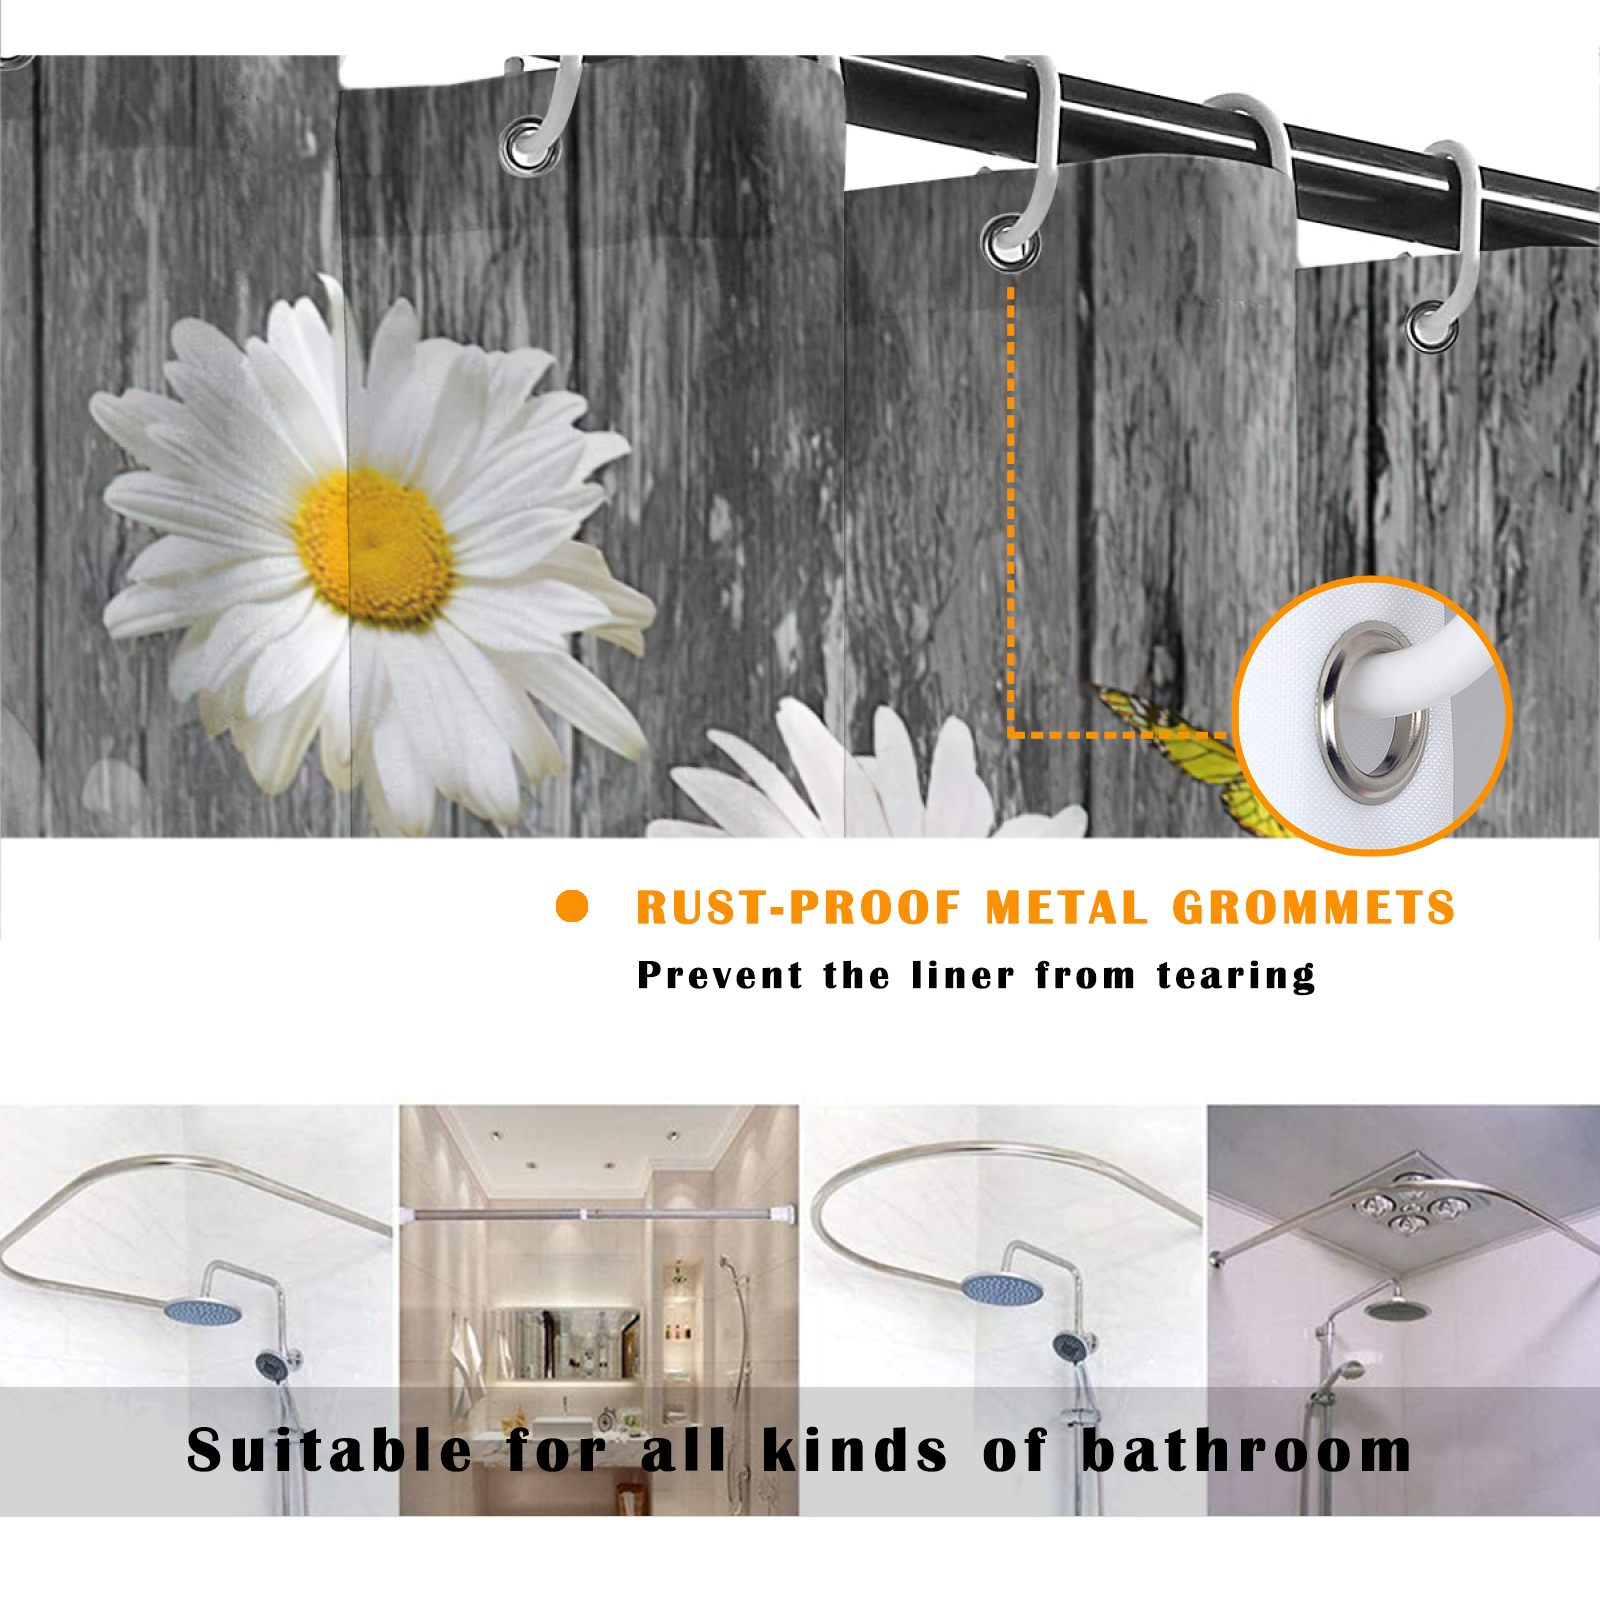 RUST-PROOF METAL GROMMETS
Prevent the liner from tearing
Suitable for all kinds of bathroom